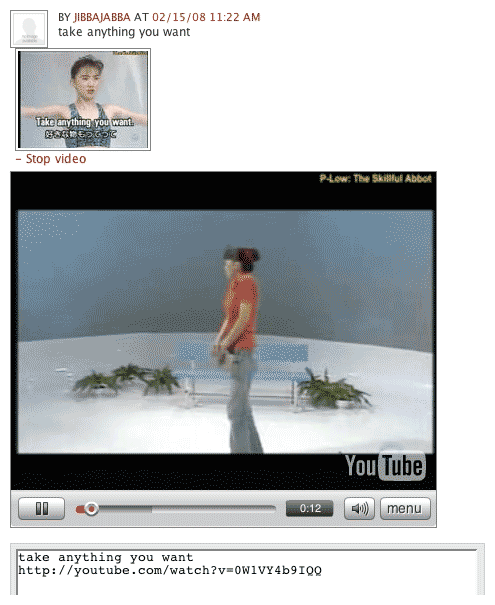 BY JIBBAJABBA AT 02/15/08 11:22 AM
take anything you want
Take anything you want.
好きな物もってって
– Stop video
P-Low: The Skillful Abbot
YouTube
0:12
menu
take anything you want
http://youtube.com/watch?v=0W1VY4b9IQQ